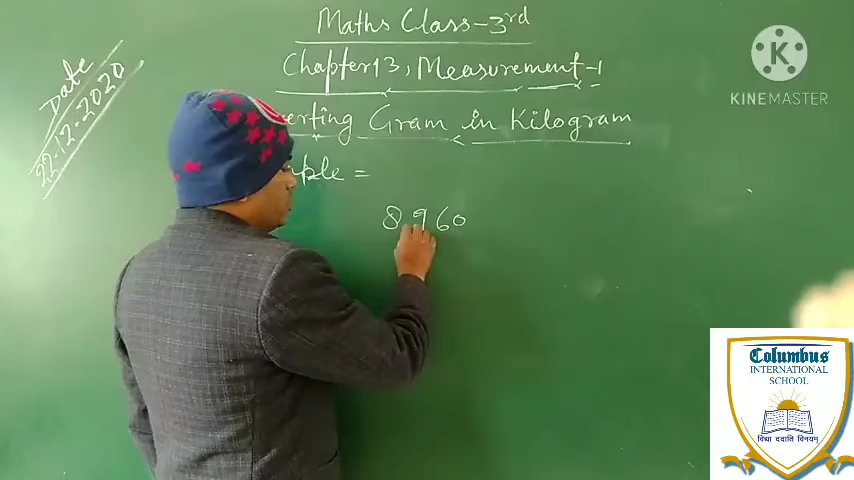 Maths Class-3rd
Chapter 13, Measurement-1
Date
22.12.2020
erting Gram in Kilogram
mple =
8960
KINEMASTER
Columbus
INTERNATIONAL
SCHOOL
विद्या ददाति विनयम्